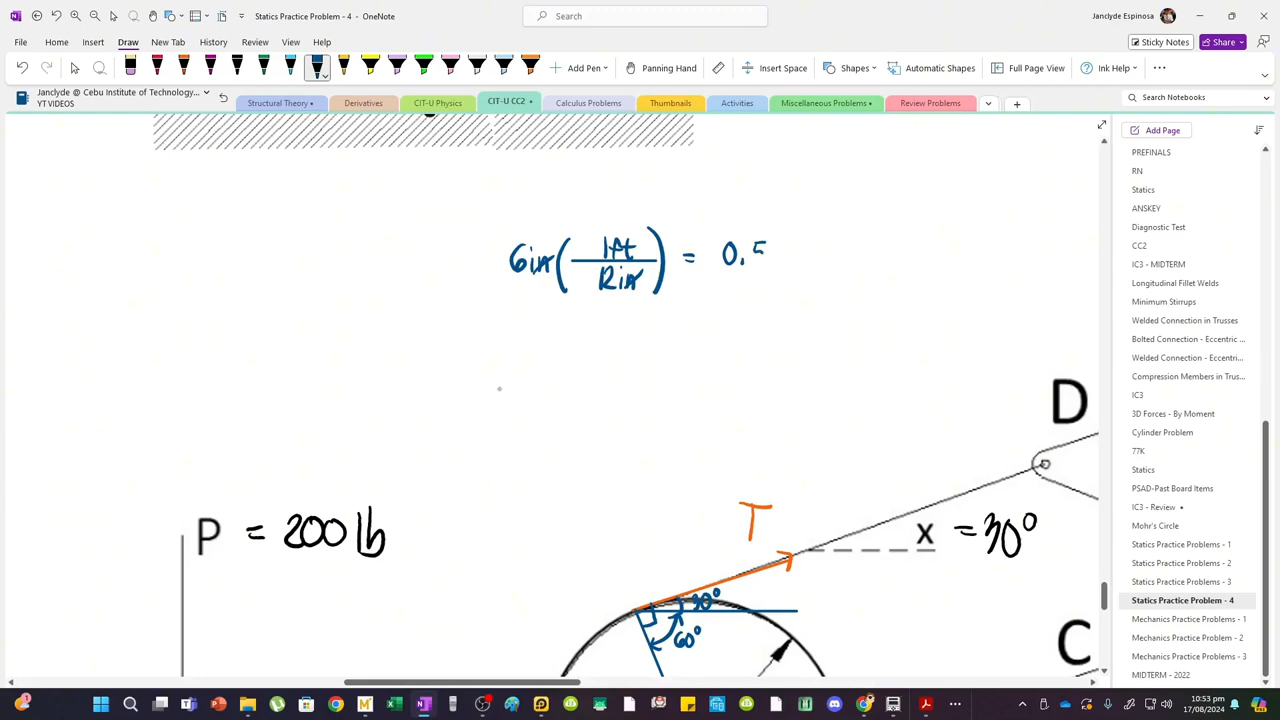 Statics Practice Problem - 4 - OneNote
Search
Janclyde Espinosa
File Home Insert Draw New Tab History Review View Help
Sticky Notes
Share
Add Pen
Panning Hand
Insert Space
Shapes
Automatic Shapes
Full Page View
Ink Help
Janclyde @ Cebu Institute of Technology...
YT VIDEOS
Structural Theory
Derivatives
CIT-U Physics
CIT-U CC2
Calculus Problems
Thumbnails
Activities
Miscellaneous Problems
Review Problems
Search Notebooks
Add Page
PREFINALS
RN
Statics
ANSKEY
Diagnostic Test
CC2
IC3 - MIDTERM
Longitudinal Fillet Welds
Minimum Stirrups
Welded Connection in Trusses
Bolted Connection - Eccentric ...
Welded Connection - Eccentri...
Compression Members in Trus...
IC3
3D Forces - By Moment
Cylinder Problem
77K
Statics
PSAD-Past Board Items
IC3 - Review
Mohr's Circle
Statics Practice Problems - 1
Statics Practice Problems - 2
Statics Practice Problems - 3
Statics Practice Problem - 4
Mechanics Practice Problems - 1
Mechanics Practice Problem - 2
Mechanics Practice Problems - 3
MIDTERM - 2022
6in( 1ft
12in ) = 0.5
D
T
P = 200 lb
x = 30°
30°
60°
C
10:53 pm
17/08/2024